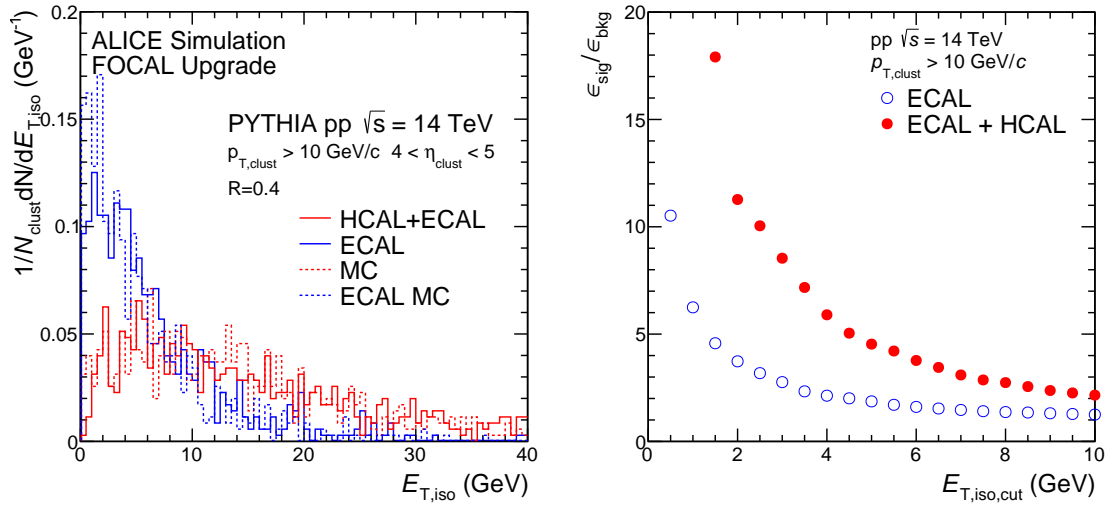 1/N_clust dN/dE_T,iso (GeV⁻¹)
0.2
0.15
0.1
0.05
0
ALICE Simulation
FOCAL Upgrade
PYTHIA pp √s = 14 TeV
p_T,clust > 10 GeV/c 4 < η_clust < 5
R=0.4
HCAL+ECAL
ECAL
MC
ECAL MC
0 10 20 30 40
E_T,iso (GeV)
ε_sig/ε_bkg
20
15
10
5
0
pp √s = 14 TeV
p_T,clust > 10 GeV/c
ECAL
ECAL + HCAL
0 2 4 6 8 10
E_T,iso,cut (GeV)